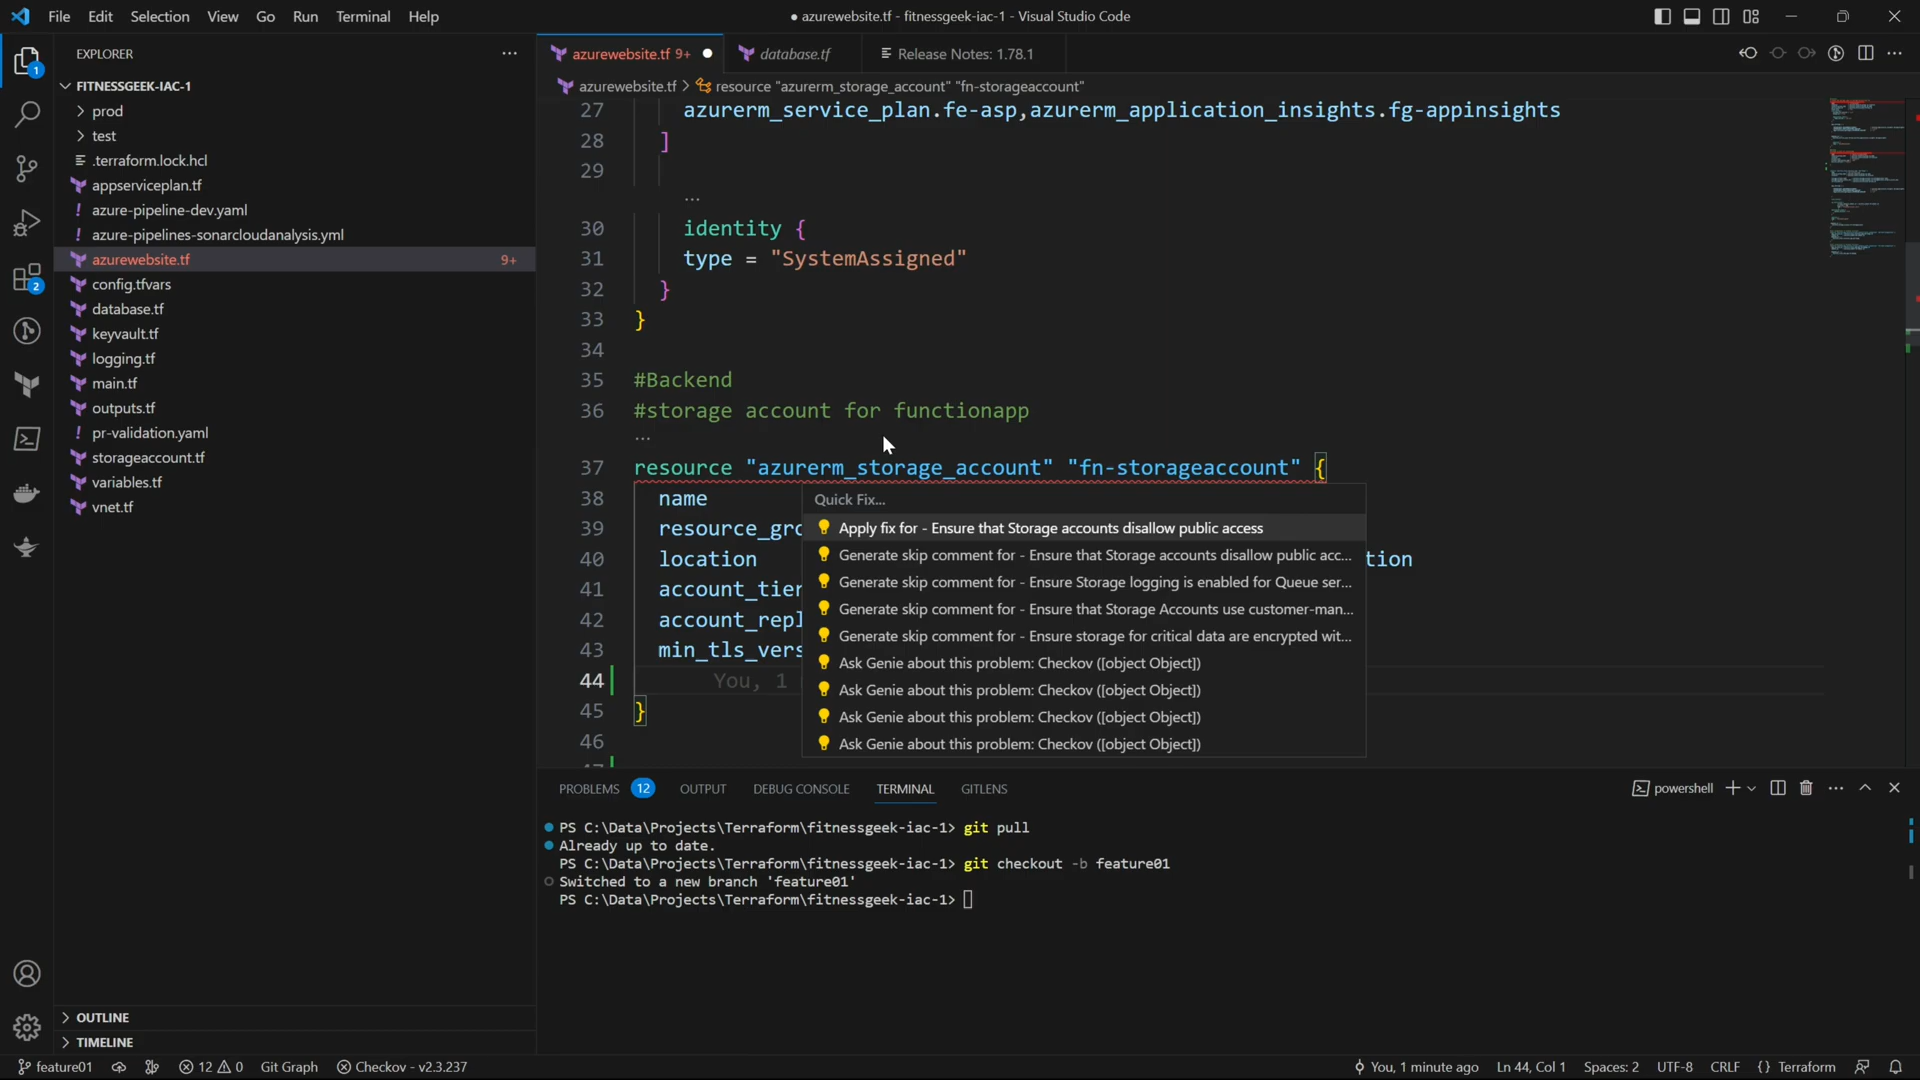 File Edit Selection View Go Run Terminal Help
● azurewebsite.tf - fitnessgeek-iac-1 - Visual Studio Code
EXPLORER
FITNESSGEEK-IAC-1
prod
test
.terraform.lock.hcl
appserviceplan.tf
! azure-pipeline-dev.yaml
! azure-pipelines-sonarcloudanalysis.yml
azurewebsite.tf 9+
config.tfvars
database.tf
keyvault.tf
logging.tf
main.tf
outputs.tf
! pr-validation.yaml
storageaccount.tf
variables.tf
vnet.tf
OUTLINE
TIMELINE
1
2
azurewebsite.tf 9+ ● database.tf Release Notes: 1.78.1
azurewebsite.tf > resource "azurerm_storage_account" "fn-storageaccount"
27 azurerm_service_plan.fe-asp,azurerm_application_insights.fg-appinsights
28 ]
29
...
30 identity {
31 type = "SystemAssigned"
32 }
33 }
34
35 #Backend
36 #storage account for functionapp
...
37 resource "azurerm_storage_account" "fn-storageaccount" {
38 name
39 resource_gro
40 location tion
41 account_tier
42 account_repl
43 min_tls_vers
44 You, 1
45 }
46
Quick Fix...
Apply fix for - Ensure that Storage accounts disallow public access
Generate skip comment for - Ensure that Storage accounts disallow public acc...
Generate skip comment for - Ensure Storage logging is enabled for Queue ser...
Generate skip comment for - Ensure that Storage Accounts use customer-man...
Generate skip comment for - Ensure storage for critical data are encrypted wit...
Ask Genie about this problem: Checkov ([object Object])
Ask Genie about this problem: Checkov ([object Object])
Ask Genie about this problem: Checkov ([object Object])
Ask Genie about this problem: Checkov ([object Object])
PROBLEMS 12 OUTPUT DEBUG CONSOLE TERMINAL GITLENS powershell
PS C:\Data\Projects\Terraform\fitnessgeek-iac-1> git pull
Already up to date.
PS C:\Data\Projects\Terraform\fitnessgeek-iac-1> git checkout -b feature01
Switched to a new branch 'feature01'
PS C:\Data\Projects\Terraform\fitnessgeek-iac-1>
feature01 12 0 Git Graph Checkov - v2.3.237 You, 1 minute ago Ln 44, Col 1 Spaces: 2 UTF-8 CRLF {} Terraform